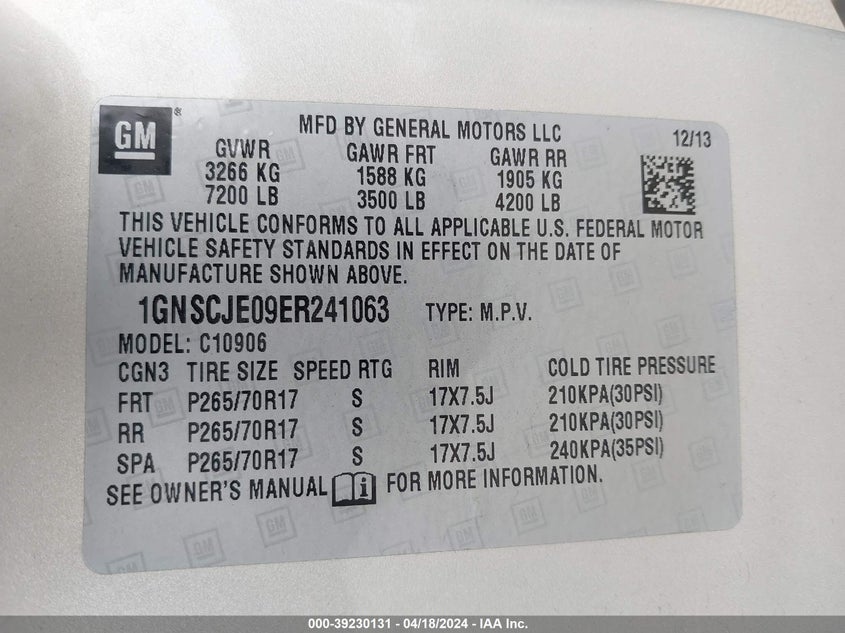 GM
MFD BY GENERAL MOTORS LLC 12/13
GVWR GAWR FRT GAWR RR
3266 KG 1588 KG 1905 KG
7200 LB 3500 LB 4200 LB
THIS VEHICLE CONFORMS TO ALL APPLICABLE U.S. FEDERAL MOTOR
VEHICLE SAFETY STANDARDS IN EFFECT ON THE DATE OF
MANUFACTURE SHOWN ABOVE.
1GNSCJE09ER241063 TYPE: M.P.V.
MODEL: C10906
CGN3 TIRE SIZE SPEED RTG RIM COLD TIRE PRESSURE
FRT P265/70R17 S 17X7.5J 210KPA(30PSI)
RR P265/70R17 S 17X7.5J 210KPA(30PSI)
SPA P265/70R17 S 17X7.5J 240KPA(35PSI)
SEE OWNER'S MANUAL i FOR MORE INFORMATION.
000-39230131 - 04/18/2024 - IAA Inc.